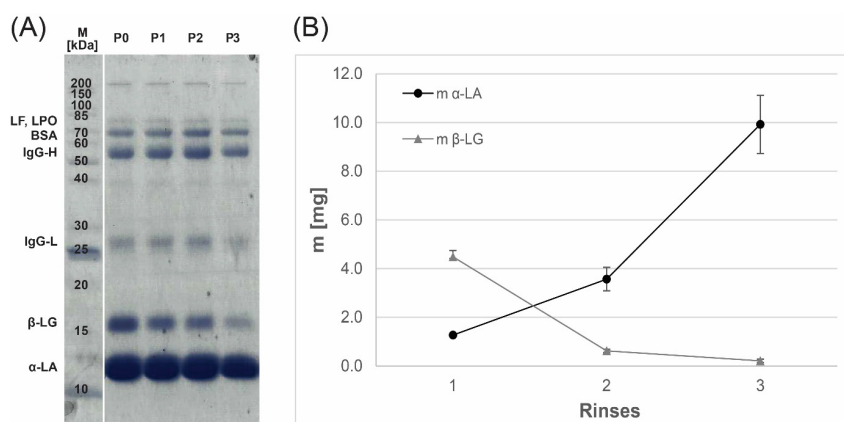 (A)
M
[kDa]
P0 P1 P2 P3
200
150
100
85
LF, LPO
70
BSA
60
IgG-H
50
40
30
IgG-L
25
20
β-LG
15
α-LA
10
(B)
12.0
10.0
8.0
6.0
4.0
2.0
0.0
m [mg]
m α-LA
m β-LG
1 2 3
Rinses